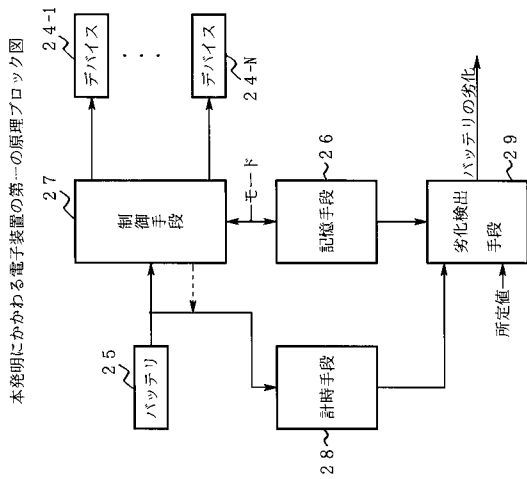 本発明にかかわる電子装置の第一の原理ブロック図
24-1
デバイス
・・・
デバイス
24-N
27
制御
手段
モード
25
バッテリ
26
記憶手段
28
計時手段
29
劣化検出
手段
所定値
バッテリの劣化